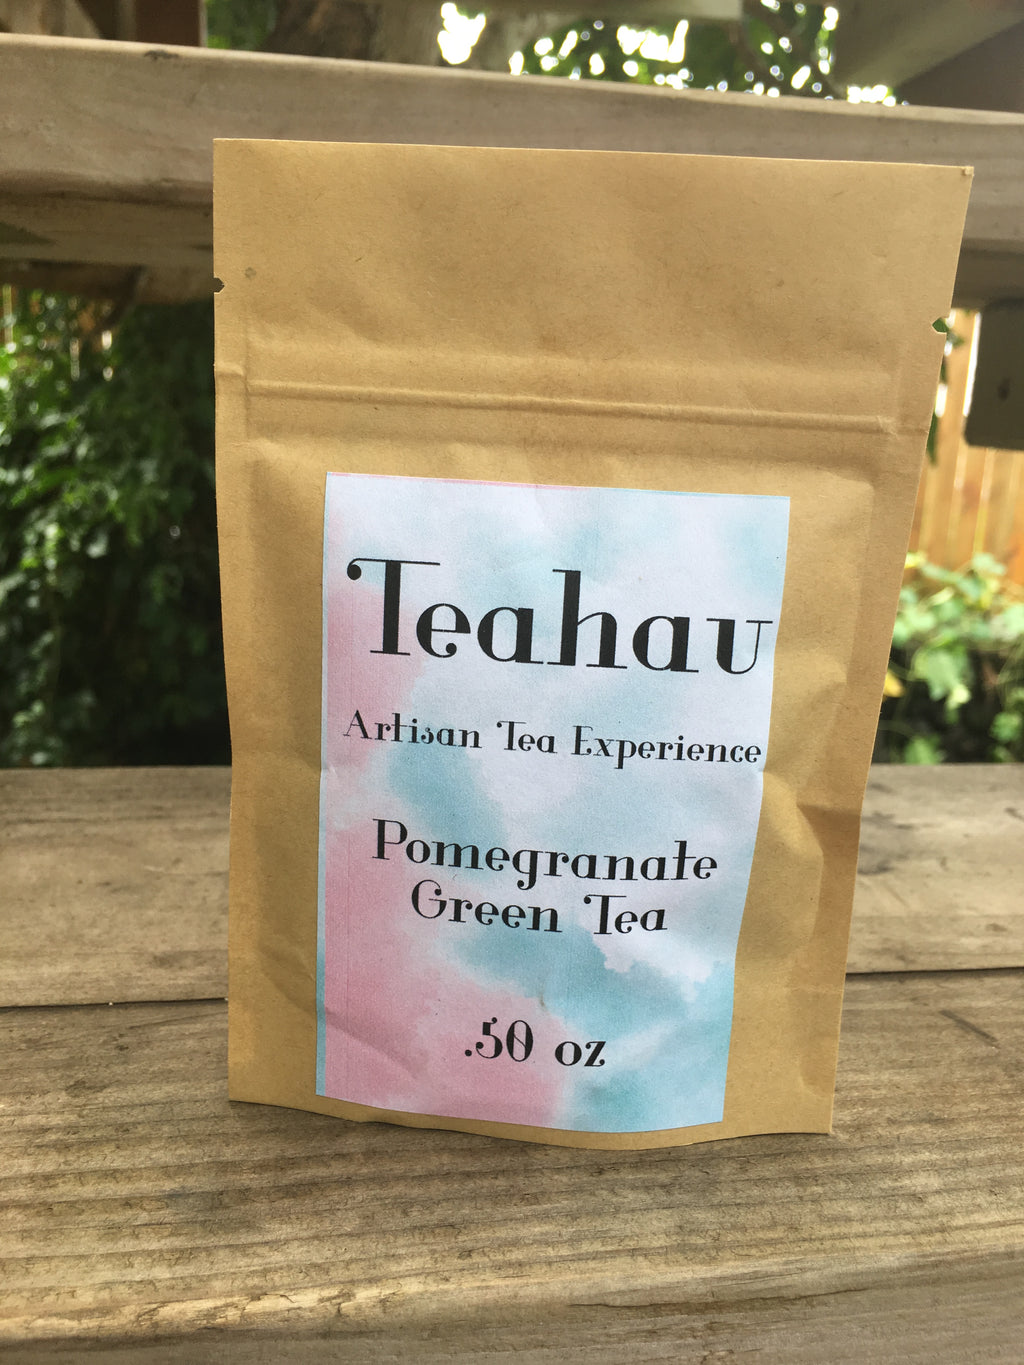 Teahau
Artisan Tea Experience
Pomegranate
Green Tea
.50 oz